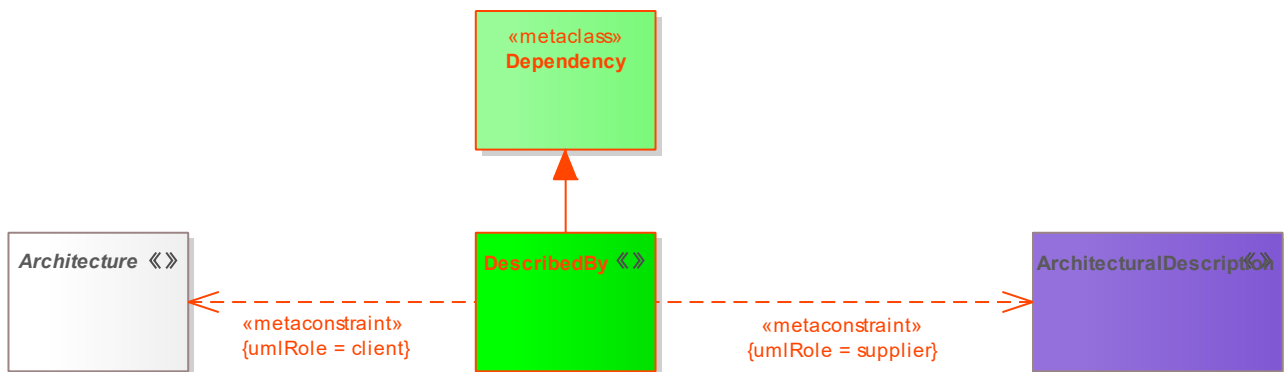 «metaclass»
Dependency
Architecture 《》
DescribedBy 《》
ArchitecturalDescription 《》
«metaconstraint»
{umlRole = client}
«metaconstraint»
{umlRole = supplier}